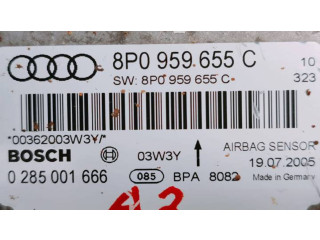 8P0 959 655 C 10
SW: 8P0 959 655 C 323
*00362003W3Y/*
BOSCH 03W3Y AIRBAG SENSOR
19.07.2005
0 285 001 666 085 BPA 8082 Made in Germany